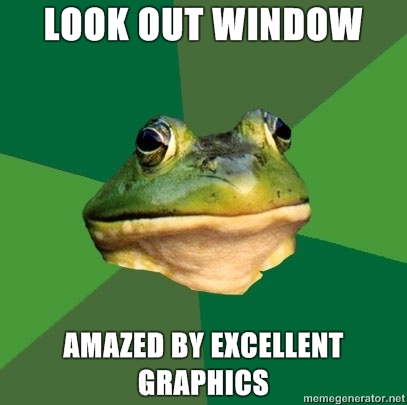 LOOK OUT WINDOW
AMAZED BY EXCELLENT
GRAPHICS
memegenerator.net